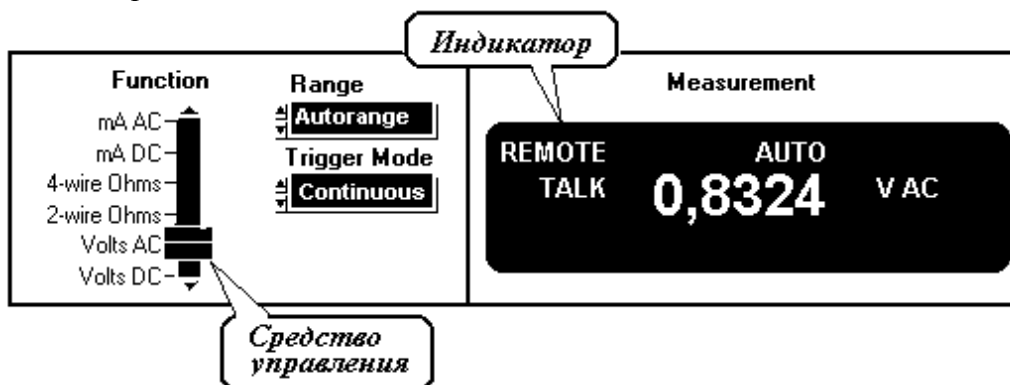 Индикатор
Function
Range
Measurement
mA AC
mA DC
4-wire Ohms
2-wire Ohms
Volts AC
Volts DC
Autorange
Trigger Mode
Continuous
REMOTE
AUTO
TALK
0,8324
V AC
Средство
управления